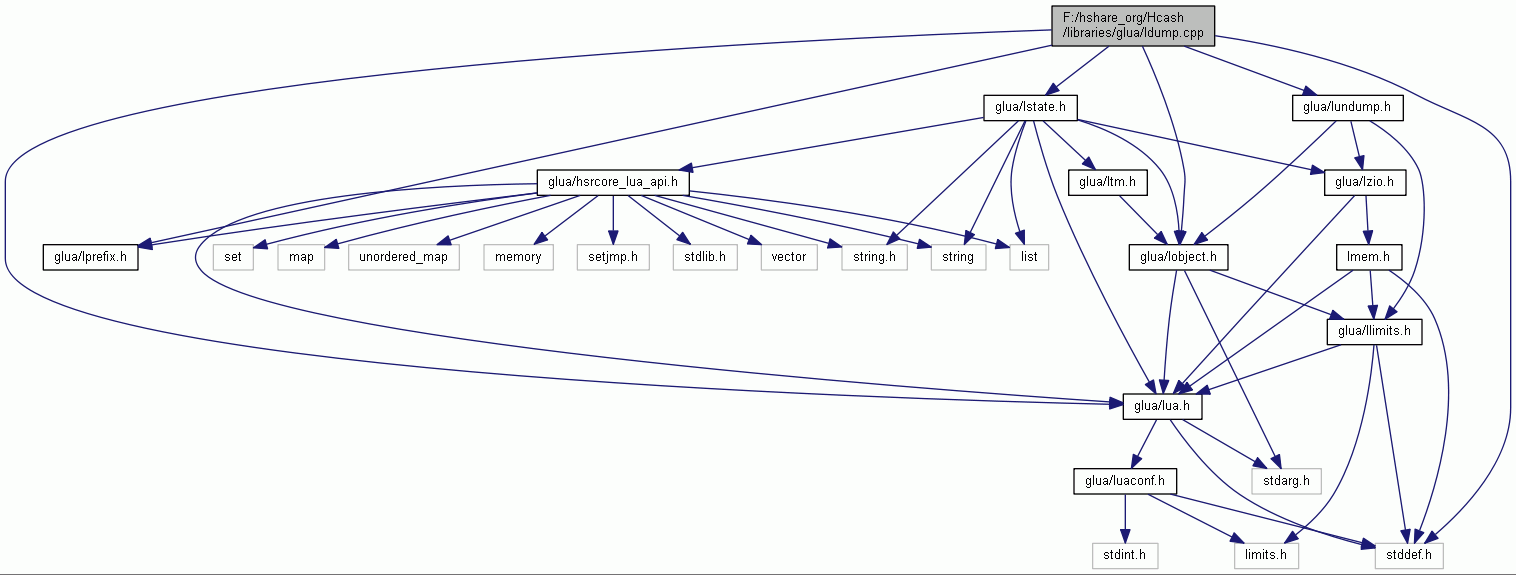 F:/hshare_org/Hcash
/libraries/glua/ldump.cpp
glua/lstate.h
glua/lundump.h
glua/hsrcore_lua_api.h
glua/ltm.h
glua/lzio.h
glua/lprefix.h
set
map
unordered_map
memory
setjmp.h
stdlib.h
vector
string.h
string
list
glua/lobject.h
lmem.h
glua/llimits.h
glua/lua.h
glua/luaconf.h
stdarg.h
stdint.h
limits.h
stddef.h